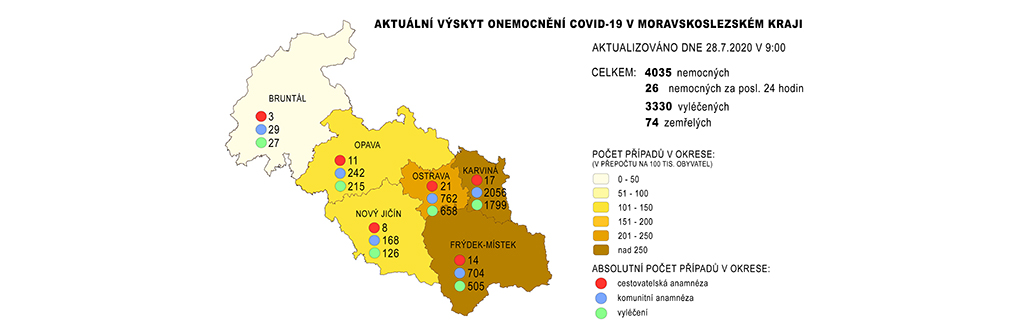 AKTUÁLNÍ VÝSKYT ONEMOCNĚNÍ COVID-19 V MORAVSKOSLEZSKÉM KRAJI
AKTUALIZOVÁNO DNE 28.7.2020 V 9:00
CELKEM: 4035 nemocných
26 nemocných za posl. 24 hodin
3330 vyléčených
74 zemřelých
BRUNTÁL
3
29
27
OPAVA
11
242
215
OSTRAVA
21
762
658
KARVINÁ
17
2056
1799
NOVÝ JIČÍN
8
168
126
FRÝDEK-MÍSTEK
14
704
505
POČET PŘÍPADŮ V OKRESE:
(V PŘEPOČTU NA 100 TIS. OBYVATEL)
0 - 50
51 - 100
101 - 150
151 - 200
201 - 250
nad 250
ABSOLUTNÍ POČET PŘÍPADŮ V OKRESE:
cestovatelská anamnéza
komunitní anamnéza
vyléčení